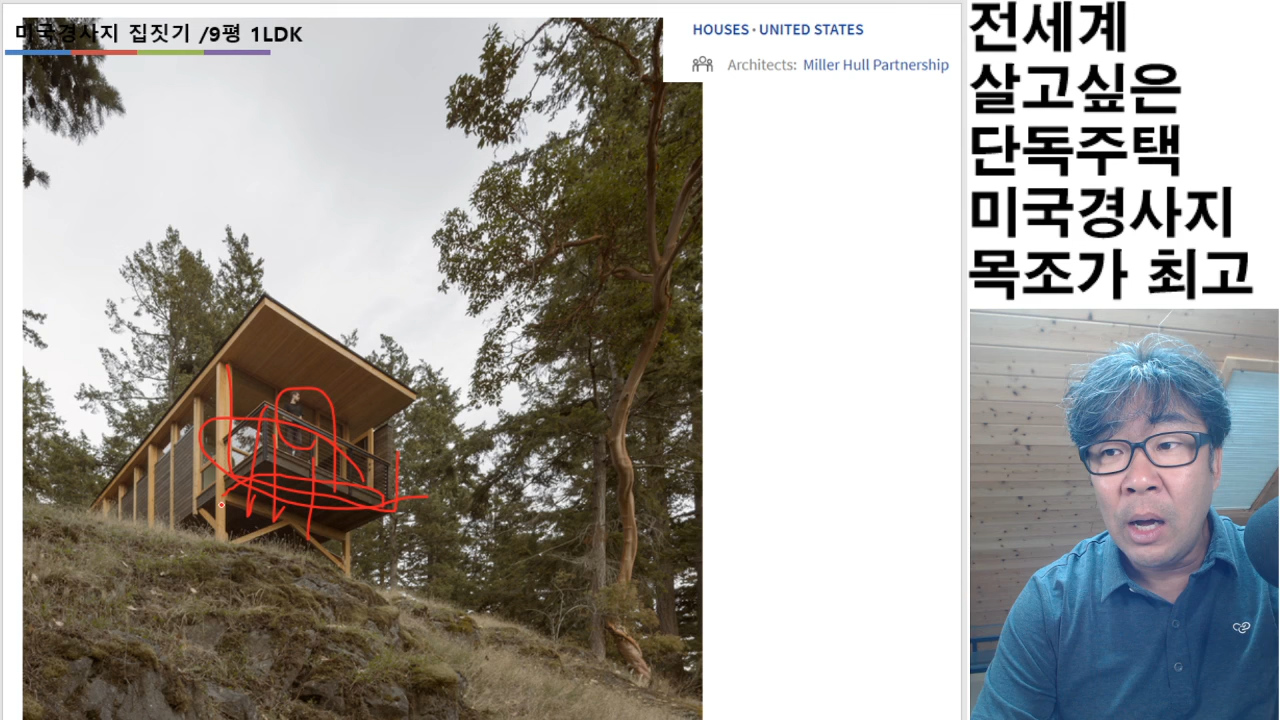 미국경사지 집짓기 /9평 1LDK
HOUSES • UNITED STATES
Architects: Miller Hull Partnership
전세계
살고싶은
단독주택
미국경사지
목조가 최고